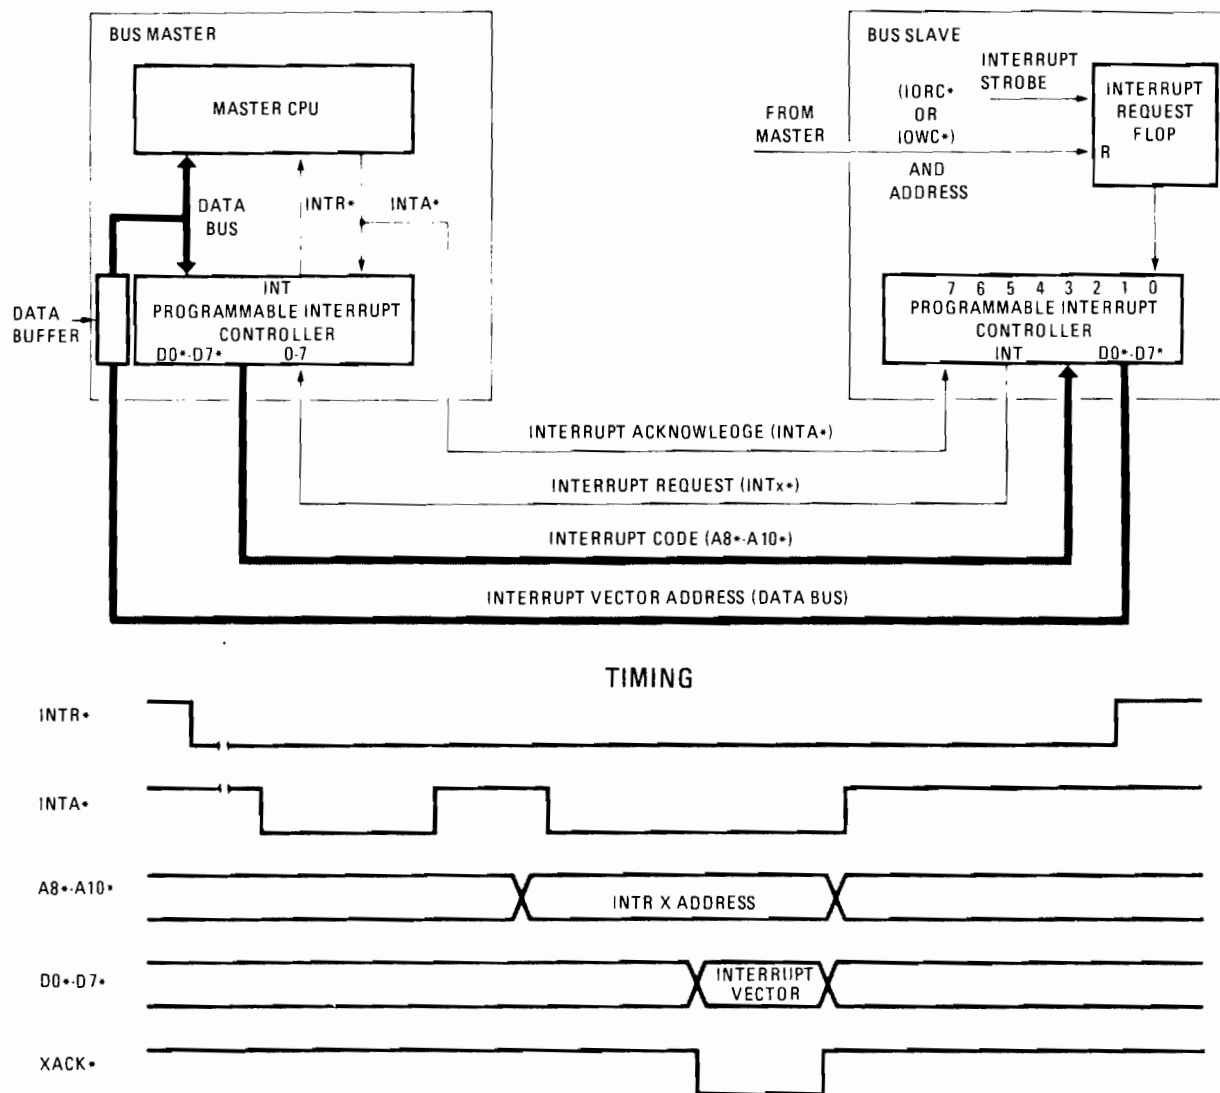 BUS MASTER
MASTER CPU
DATA
BUS
INTR*
INTA*
INT
PROGRAMMABLE INTERRUPT
CONTROLLER
D0*-D7*
0-7
DATA
BUFFER
BUS SLAVE
INTERRUPT
STROBE
INTERRUPT
REQUEST
FLOP
R
FROM
MASTER
(IORC*
OR
IOWC*)
AND
ADDRESS
7 6 5 4 3 2 1 0
PROGRAMMABLE INTERRUPT
CONTROLLER
INT
D0*-D7*
INTERRUPT ACKNOWLEOGE (INTA*)
INTERRUPT REQUEST (INTx*)
INTERRUPT CODE (A8*-A10*)
INTERRUPT VECTOR ADDRESS (DATA BUS)
TIMING
INTR*
INTA*
A8*-A10*
INTR X ADDRESS
D0*-D7*
INTERRUPT
VECTOR
XACK*